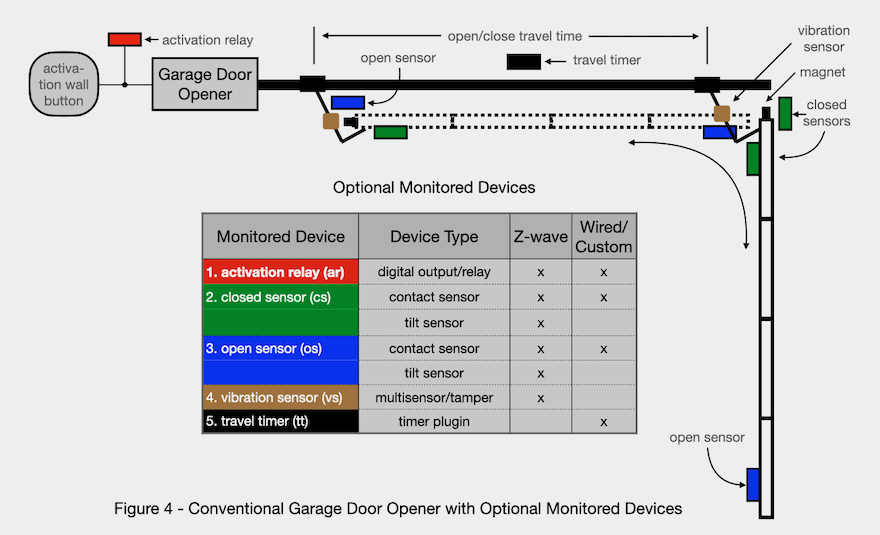 open/close travel time
vibration
sensor
activation relay
open sensor
travel timer
magnet
activa-
tion wall
button
Garage Door
Opener
closed
sensors
Optional Monitored Devices
Monitored Device Device Type Z-wave Wired/
Custom
1. activation relay (ar) digital output/relay x x
2. closed sensor (cs) contact sensor x x
tilt sensor x
3. open sensor (os) contact sensor x x
tilt sensor x
4. vibration sensor (vs) multisensor/tamper x
5. travel timer (tt) timer plugin x
open sensor
Figure 4 - Conventional Garage Door Opener with Optional Monitored Devices